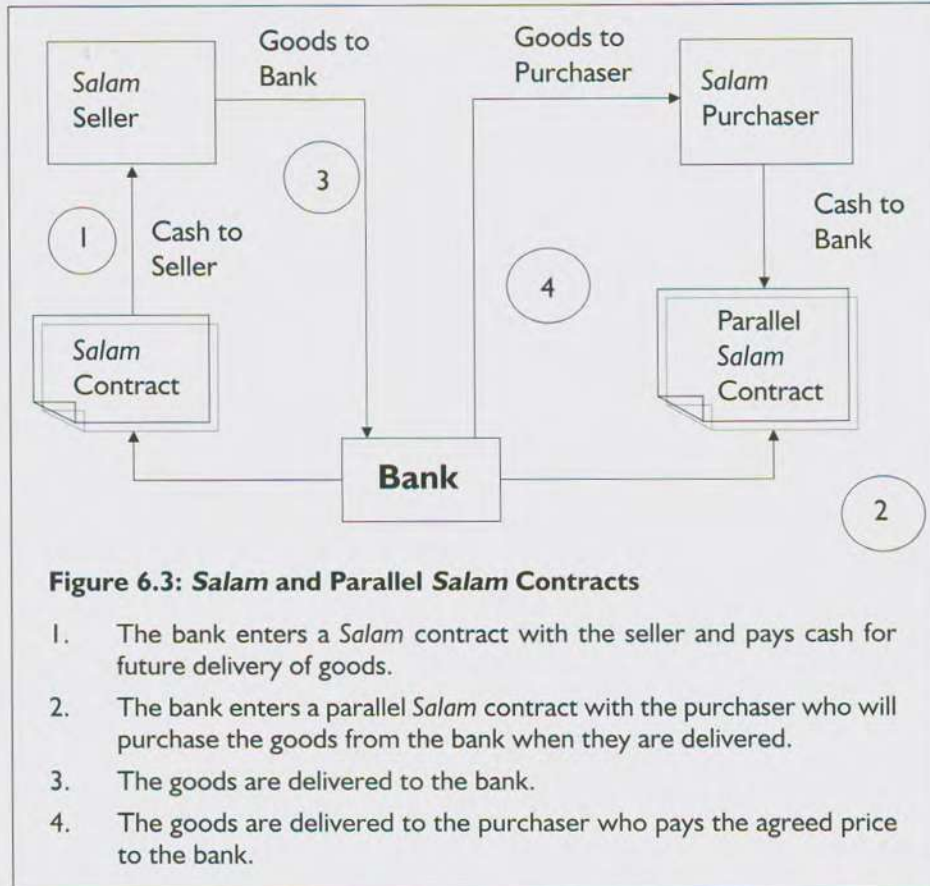 Salam
Seller
Goods to
Bank
Goods to
Purchaser
Salam
Purchaser
3
1
Cash to
Seller
4
Cash to
Bank
Salam
Contract
Parallel
Salam
Contract
Bank
2
Figure 6.3: Salam and Parallel Salam Contracts
1. The bank enters a Salam contract with the seller and pays cash for
future delivery of goods.
2. The bank enters a parallel Salam contract with the purchaser who will
purchase the goods from the bank when they are delivered.
3. The goods are delivered to the bank.
4. The goods are delivered to the purchaser who pays the agreed price
to the bank.